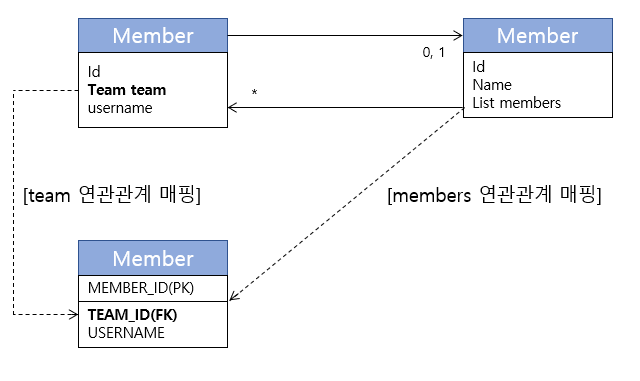 Member
Id
Team team
username
0, 1
*
Member
Id
Name
List members
[team 연관관계 매핑]
[members 연관관계 매핑]
Member
MEMBER_ID(PK)
TEAM_ID(FK)
USERNAME